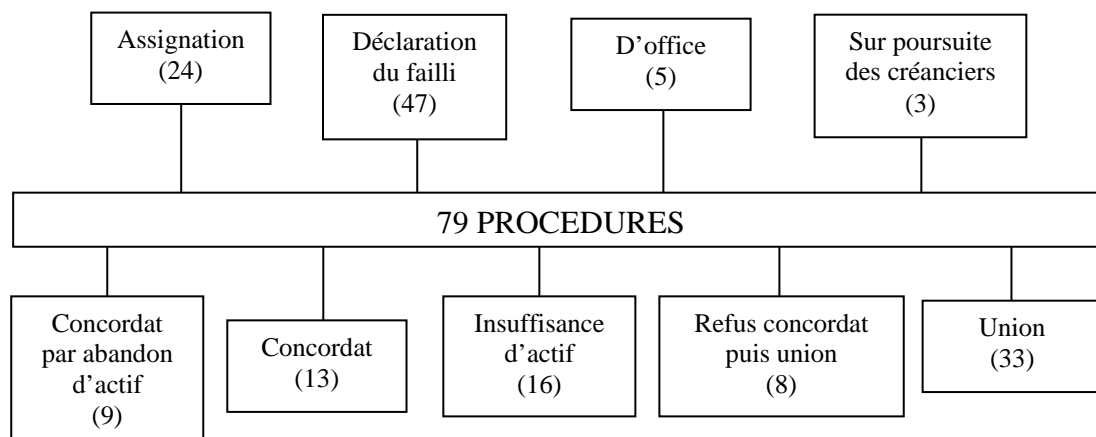 Assignation
(24)
Déclaration
du failli
(47)
D’office
(5)
Sur poursuite
des créanciers
(3)
79 PROCEDURES
Concordat
par abandon
d’actif
(9)
Concordat
(13)
Insuffisance
d’actif
(16)
Refus concordat
puis union
(8)
Union
(33)